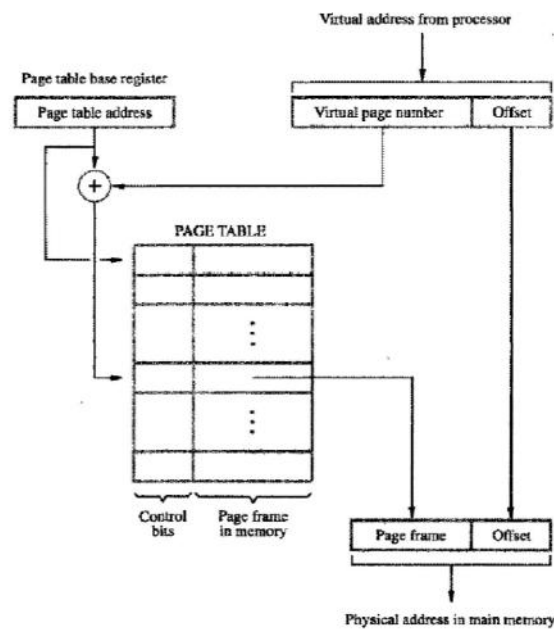 Virtual address from processor
Page table base register
Page table address
Virtual page number
Offset
+
PAGE TABLE
Control
bits
Page frame
in memory
Page frame
Offset
Physical address in main memory